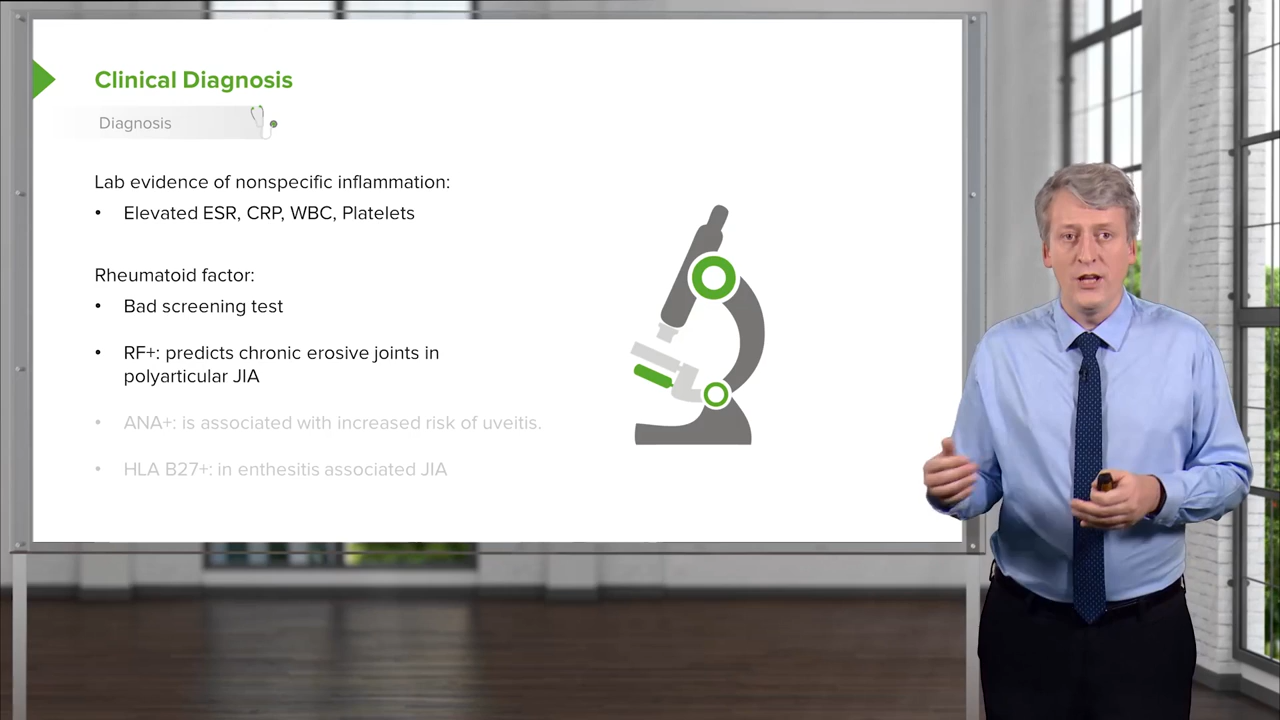 Clinical Diagnosis
Diagnosis
Lab evidence of nonspecific inflammation:
• Elevated ESR, CRP, WBC, Platelets
Rheumatoid factor:
• Bad screening test
• RF+: predicts chronic erosive joints in
polyarticular JIA
• ANA+: is associated with increased risk of uveitis.
• HLA B27+: in enthesitis associated JIA